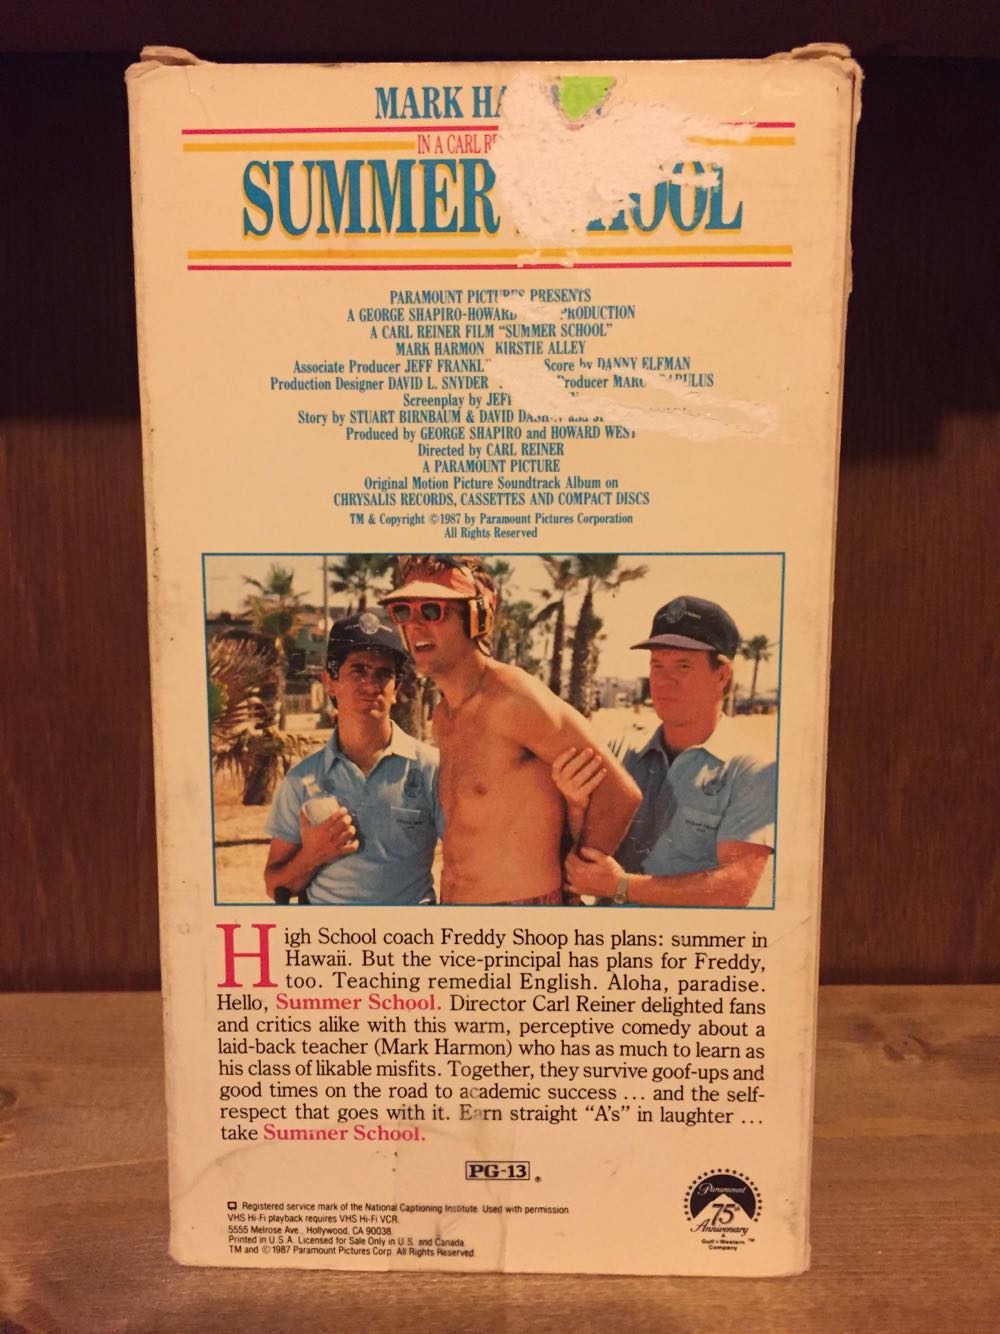 MARK HA
IN A CARL RE
SUMMER OOL
PARAMOUNT PICTURES PRESENTS
A GEORGE SHAPIRO-HOWARD PRODUCTION
A CARL REINER FILM “SUMMER SCHOOL”
MARK HARMON KIRSTIE ALLEY
Associate Producer JEFF FRANKL Score by DANNY ELFMAN
Production Designer DAVID L. SNYDER Producer MARC
Screenplay by JEF
Story by STUART BIRNBAUM & DAVID
Produced by GEORGE SHAPIRO and HOWARD WEST
Directed by CARL REINER
A PARAMOUNT PICTURE
Original Motion Picture Soundtrack Album on
CHRYSALIS RECORDS, CASSETTES AND COMPACT DISCS
TM & Copyright ©1987 by Paramount Pictures Corporation
All Rights Reserved
High School coach Freddy Shoop has plans: summer in
Hawaii. But the vice-principal has plans for Freddy,
too. Teaching remedial English. Aloha, paradise.
Hello, Summer School. Director Carl Reiner delighted fans
and critics alike with this warm, perceptive comedy about a
laid-back teacher (Mark Harmon) who has as much to learn as
his class of likable misfits. Together, they survive goof-ups and
good times on the road to academic success ... and the self-
respect that goes with it. Earn straight “A's” in laughter ...
take Summer School.
PG-13 ®
Registered service mark of the National Captioning Institute. Used with permission
VHS Hi-Fi playback requires VHS Hi-Fi VCR.
5555 Melrose Ave., Hollywood, CA 90038
Printed in U.S.A. Licensed for Sale Only in U.S. and Canada.
TM and ©1987 Paramount Pictures Corp. All Rights Reserved
Paramount
75th
Anniversary
A
Gulf+Western
Company
TM